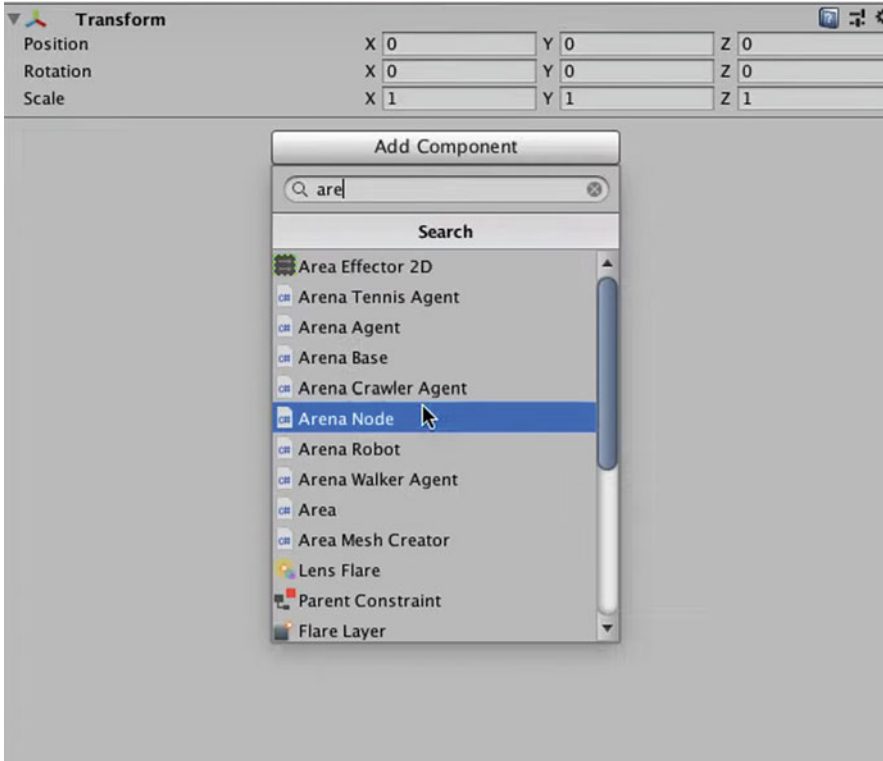 Transform
Position X 0 Y 0 Z 0
Rotation X 0 Y 0 Z 0
Scale X 1 Y 1 Z 1
Add Component
are
Search
Area Effector 2D
c# Arena Tennis Agent
c# Arena Agent
c# Arena Base
c# Arena Crawler Agent
c# Arena Node
c# Arena Robot
c# Arena Walker Agent
c# Area
c# Area Mesh Creator
Lens Flare
Parent Constraint
Flare Layer